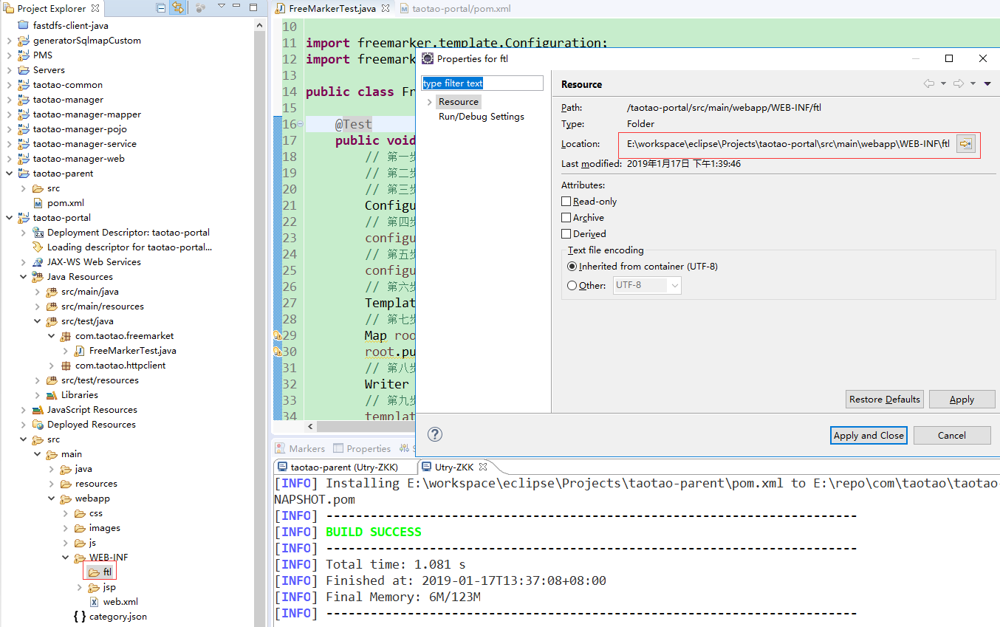 Project Explorer
fastdfs-client-java
generatorSqlmapCustom
PMS
Servers
taotao-common
taotao-manager
taotao-manager-mapper
taotao-manager-pojo
taotao-manager-service
taotao-manager-web
taotao-parent
src
pom.xml
taotao-portal
Deployment Descriptor: taotao-portal
Loading descriptor for taotao-portal...
JAX-WS Web Services
Java Resources
src/main/java
src/main/resources
src/test/java
com.taotao.freemarket
FreeMarkerTest.java
com.taotao.httpclient
src/test/resources
Libraries
JavaScript Resources
Deployed Resources
src
main
java
resources
webapp
css
images
js
WEB-INF
ftl
jsp
web.xml
category.json
FreeMarkerTest.java
taotao-portal/pom.xml
10
11 import freemarker.template.Configuration;
12 import freemark
13
14 public class Fr
15
16 @Test
17 public void
18 // 第一步
19 // 第二步
20 // 第三步
21 Configu
22 // 第四步
23 configu
24 // 第五步
25 configu
26 // 第六步
27 Templat
28 // 第七步
29 Map roo
30 root.pu
31 // 第八步
32 Writer
33 // 第九步
34 templat
Properties for ftl
type filter text
Resource
Run/Debug Settings
Resource
Path: /taotao-portal/src/main/webapp/WEB-INF/ftl
Type: Folder
Location: E:\workspace\eclipse\Projects\taotao-portal\src\main\webapp\WEB-INF\ftl
Last modified: 2019年1月17日 下午1:39:46
Attributes:
Read-only
Archive
Derived
Text file encoding
Inherited from container (UTF-8)
Other: UTF-8
Restore Defaults Apply
Apply and Close Cancel
Markers Properties S
taotao-parent (Utry-ZKK) Utry-ZKK
[INFO] Installing E:\workspace\eclipse\Projects\taotao-parent\pom.xml to E:\repo\com\taotao\taotao-
NAPSHOT.pom
[INFO] ------------------------------------------------------------------------
[INFO] BUILD SUCCESS
[INFO] ------------------------------------------------------------------------
[INFO] Total time: 1.081 s
[INFO] Finished at: 2019-01-17T13:37:08+08:00
[INFO] Final Memory: 6M/123M
[INFO] ------------------------------------------------------------------------